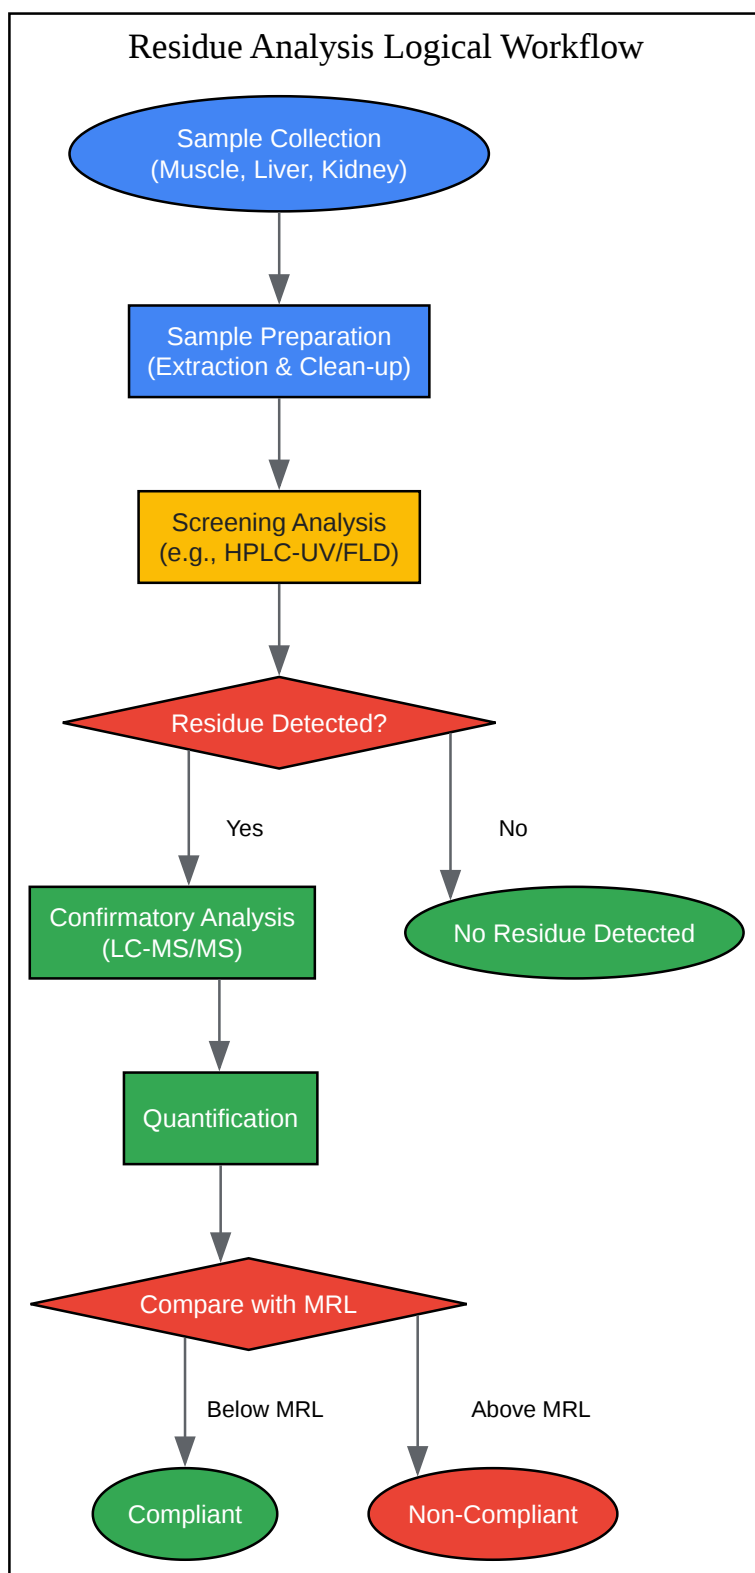 Residue Analysis Logical Workflow
Sample Collection
(Muscle, Liver, Kidney)
Sample Preparation
(Extraction & Clean-up)
Screening Analysis
(e.g., HPLC-UV/FLD)
Residue Detected?
Yes
No
Confirmatory Analysis
(LC-MS/MS)
No Residue Detected
Quantification
Compare with MRL
Below MRL
Above MRL
Compliant
Non-Compliant